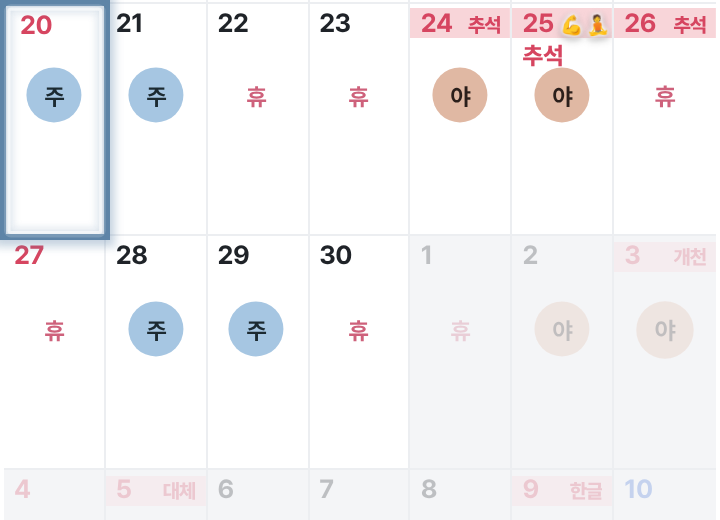 20 21 22 23 24 추석 25 💪🧘 26 추석
추석
주 주 휴 휴 야 야 휴
27 28 29 30 1 2 3 개천
휴 주 주 휴 휴 야 야
4 5 대체 6 7 8 9 한글 10